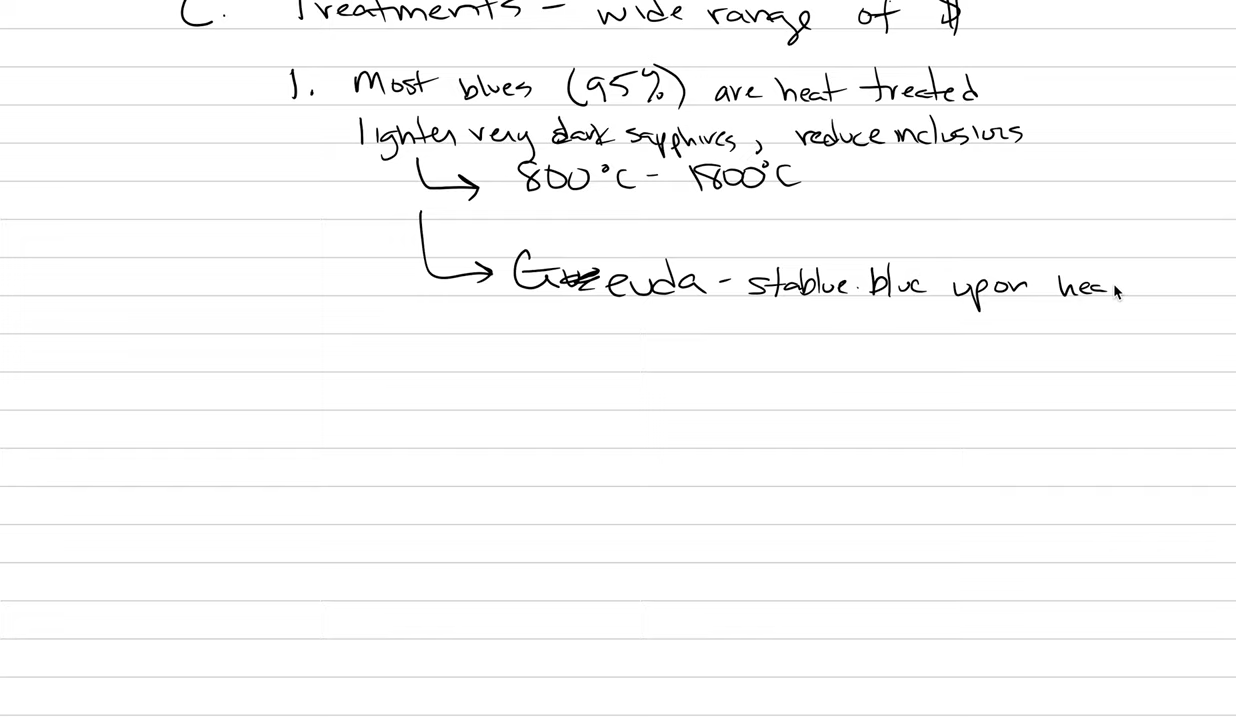 C. Treatments - wide range of $
1. Most blues (95%) are heat treated
lighten very dark sapphires, reduce inclusions
↳ 800°C - 1800°C
↳ Geuda - stablue blue upon hea